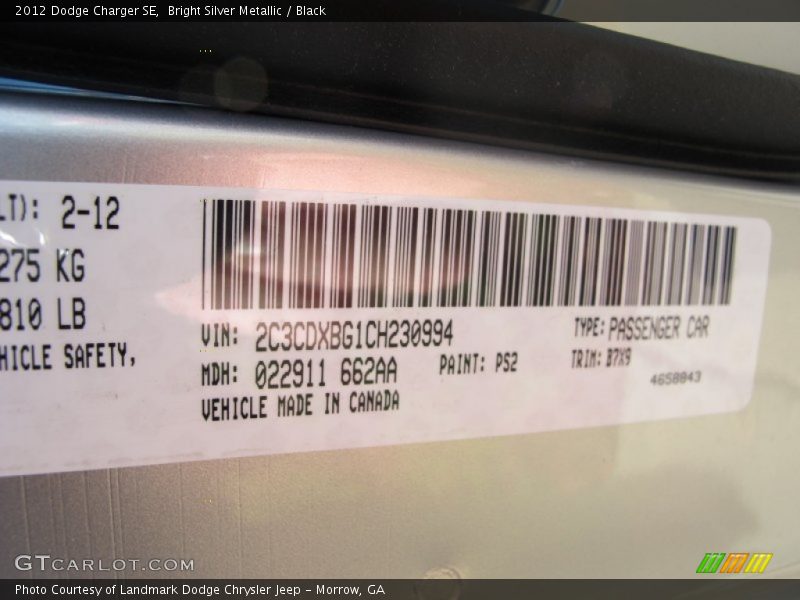 2012 Dodge Charger SE,  Bright Silver Metallic / Black
LT): 2-12
275 KG
810 LB
HICLE SAFETY,
VIN: 2C3CDXBG1CH230994
TYPE: PASSENGER CAR
MDH: 022911 662AA
PAINT: PS2
TRIM: B7X9
VEHICLE MADE IN CANADA
4658843
GTCARLOT.COM
Photo Courtesy of Landmark Dodge Chrysler Jeep – Morrow, GA